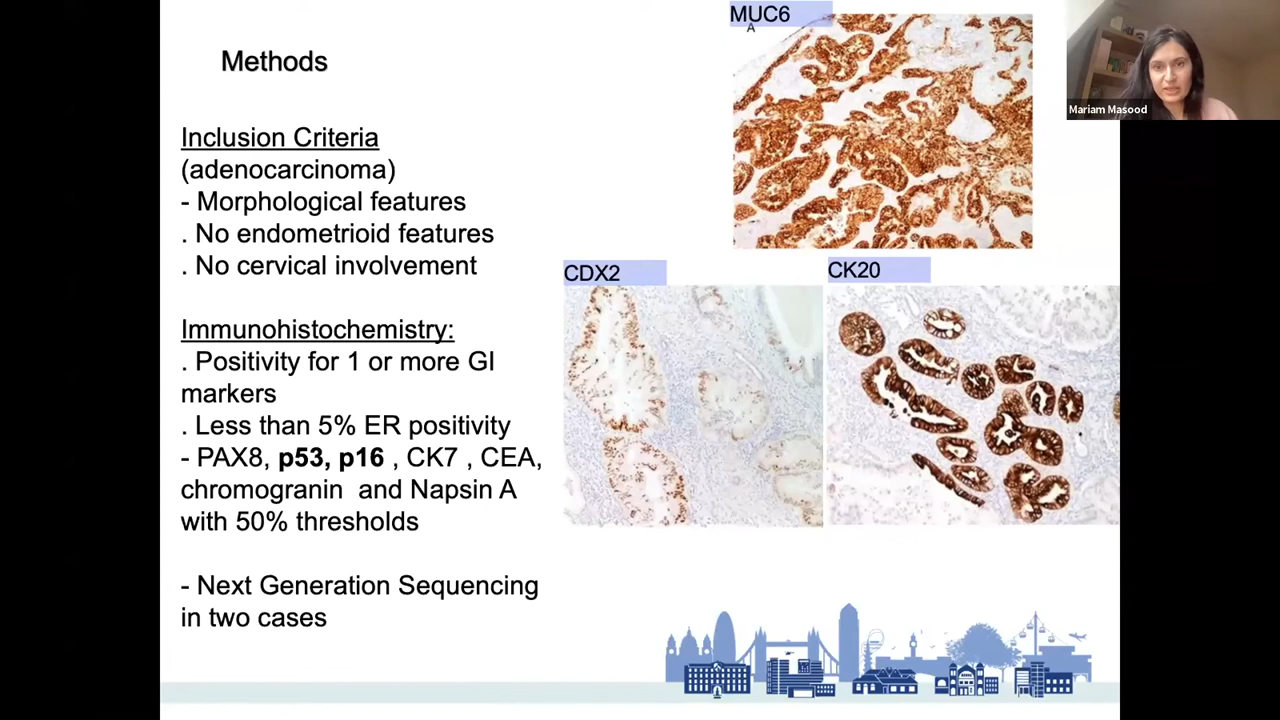 Methods
Inclusion Criteria
(adenocarcinoma)
- Morphological features
. No endometrioid features
. No cervical involvement
Immunohistochemistry:
. Positivity for 1 or more GI
markers
. Less than 5% ER positivity
- PAX8, p53, p16 , CK7 , CEA,
chromogranin and Napsin A
with 50% thresholds
- Next Generation Sequencing
in two cases
MUC6
A
CDX2
CK20
Mariam Masood